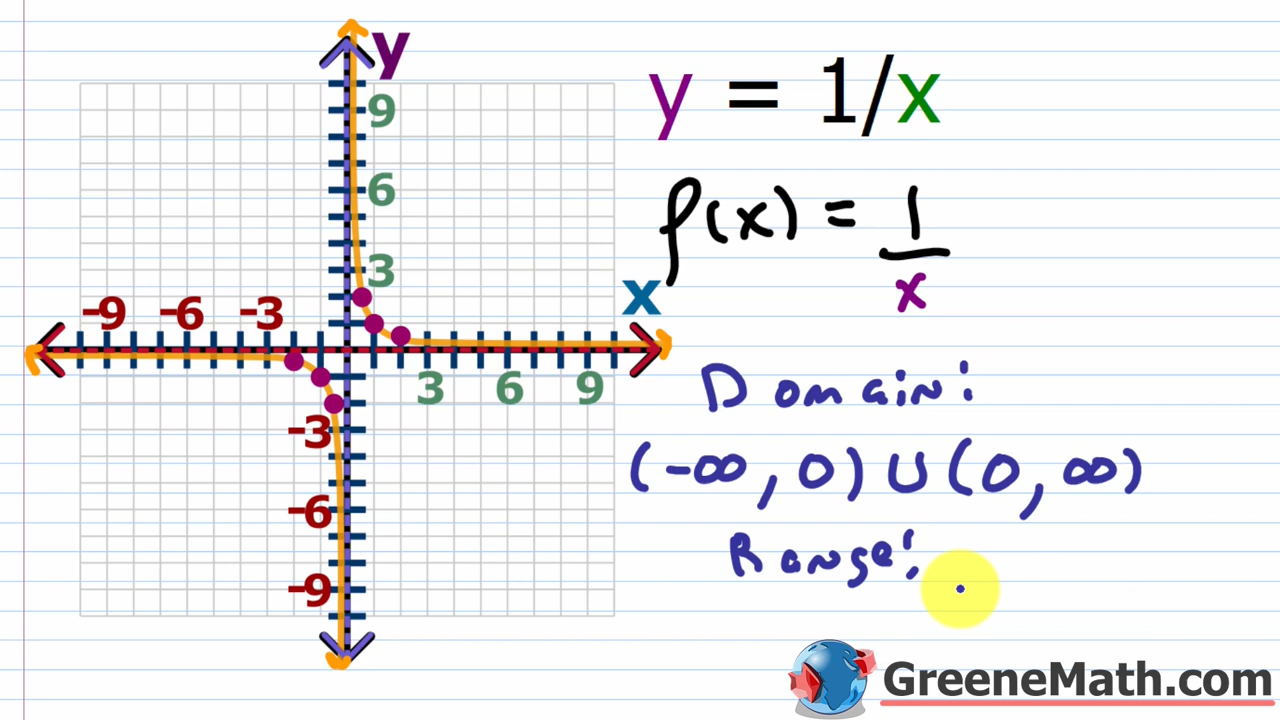 y
9
6
3
x
-9 -6 -3
3 6 9
-3
-6
-9
y = 1/x
f(x) = 1/x
Domain:
(-∞, 0) ∪ (0, ∞)
Range:
GreeneMath.com